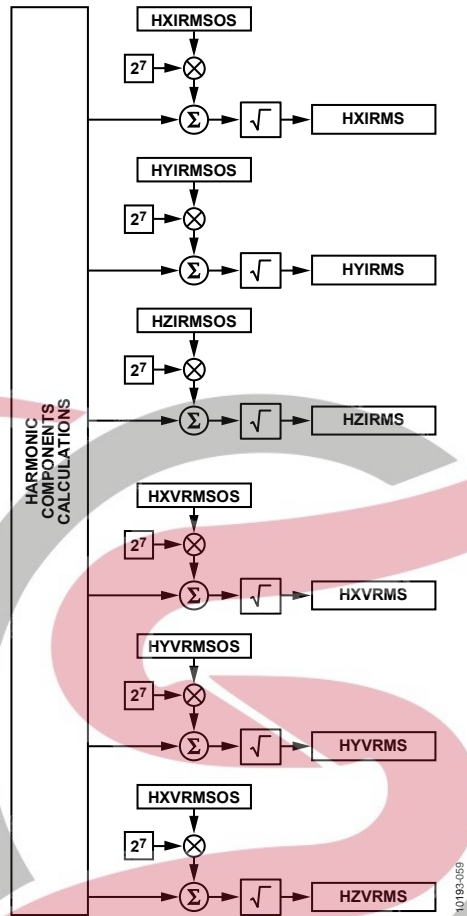 HXIRMSOS
2⁷
Σ
√
HXIRMS
HYIRMSOS
2⁷
Σ
√
HYIRMS
HZIRMSOS
2⁷
Σ
√
HZIRMS
HARMONIC
COMPONENTS
CALCULATIONS
HXVRMSOS
2⁷
Σ
√
HXVRMS
HYVRMSOS
2⁷
Σ
√
HYVRMS
HXVRMSOS
2⁷
Σ
√
HZVRMS
10193-059